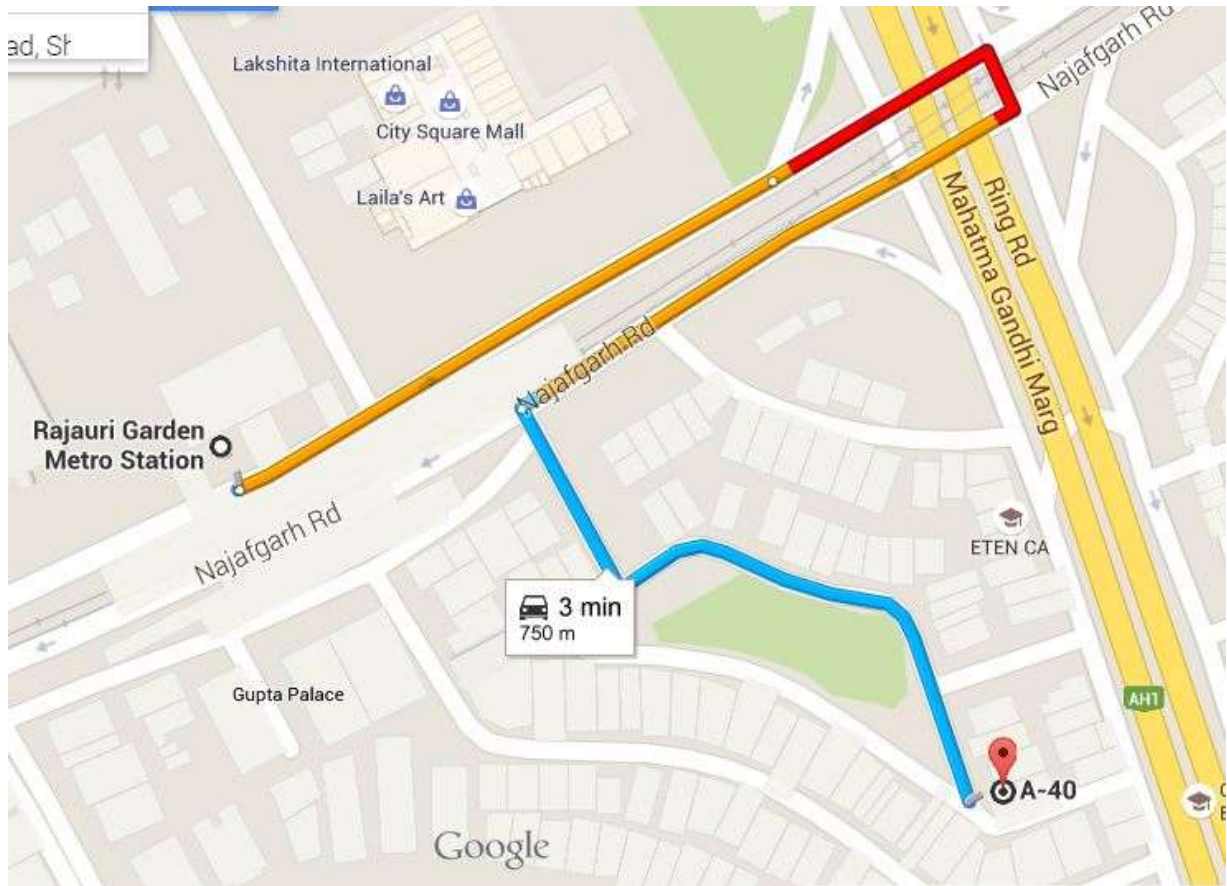 ad, Sh
Lakshita International
City Square Mall
Laila's Art
Najafgarh Rd
Ring Rd
Mahatma Gandhi Marg
Najafgarh Rd
Rajauri Garden
Metro Station
Najafgarh Rd
ETEN CA
3 min
750 m
Gupta Palace
AH1
A-40
Google